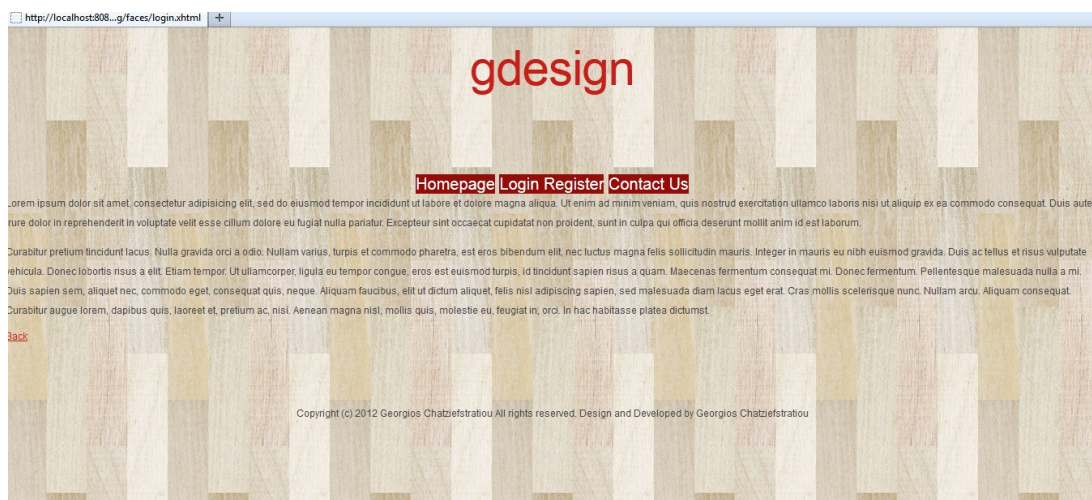 http://localhost:808...g/faces/login.xhtml +
gdesign
Homepage Login Register Contact Us
Lorem ipsum dolor sit amet, consectetur adipisicing elit, sed do eiusmod tempor incididunt ut labore et dolore magna aliqua. Ut enim ad minim veniam, quis nostrud exercitation ullamco laboris nisi ut aliquip ex ea commodo consequat. Duis aute
irure dolor in reprehenderit in voluptate velit esse cillum dolore eu fugiat nulla pariatur. Excepteur sint occaecat cupidatat non proident, sunt in culpa qui officia deserunt mollit anim id est laborum.
Curabitur pretium tincidunt lacus. Nulla gravida orci a odio. Nullam varius, turpis et commodo pharetra, est eros bibendum elit, nec luctus magna felis sollicitudin mauris. Integer in mauris eu nibh euismod gravida. Duis ac tellus et risus vulputate
vehicula. Donec lobortis risus a elit. Etiam tempor. Ut ullamcorper, ligula eu tempor congue, eros est euismod turpis, id tincidunt sapien risus a quam. Maecenas fermentum consequat mi. Donec fermentum. Pellentesque malesuada nulla a mi.
Duis sapien sem, aliquet nec, commodo eget, consequat quis, neque. Aliquam faucibus, elit ut dictum aliquet, felis nisl adipiscing sapien, sed malesuada diam lacus eget erat. Cras mollis scelerisque nunc. Nullam arcu. Aliquam consequat.
Curabitur augue lorem, dapibus quis, laoreet et, pretium ac, nisi. Aenean magna nisl, mollis quis, molestie eu, feugiat in, orci. In hac habitasse platea dictumst.
Back
Copyright (c) 2012 Georgios Chatziefstratiou All rights reserved. Design and Developed by Georgios Chatziefstratiou